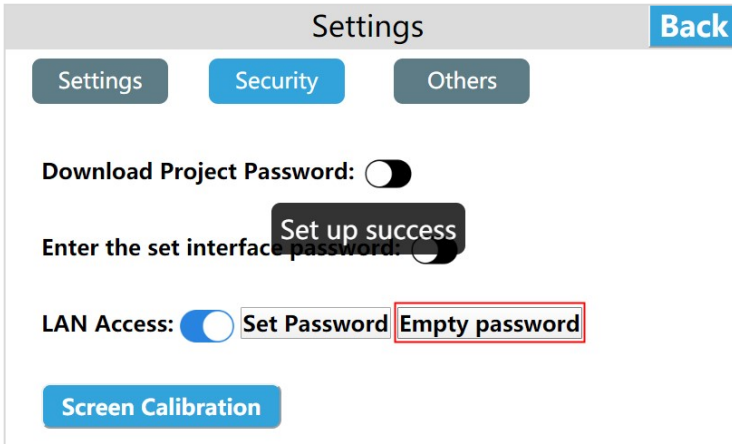 Settings
Back
Settings
Security
Others
Download Project Password:
Set up success
Enter the set interface password:
LAN Access:
Set Password
Empty password
Screen Calibration